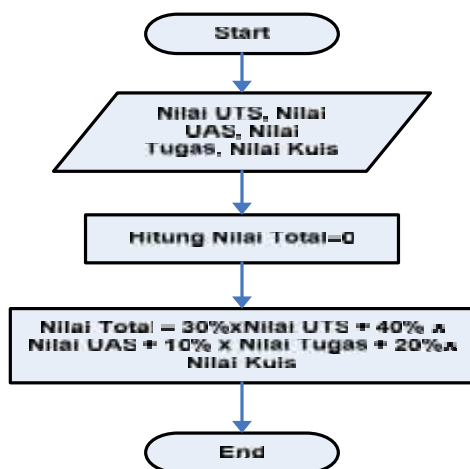 Start
Nilai UTS, Nilai
UAS, Nilai
Tugas, Nilai Kuis
Hitung Nilai Total=0
Nilai Total = 30%xNilai UTS + 40% x
Nilai UAS + 10% x Nilai Tugas + 20%x
Nilai Kuis
End